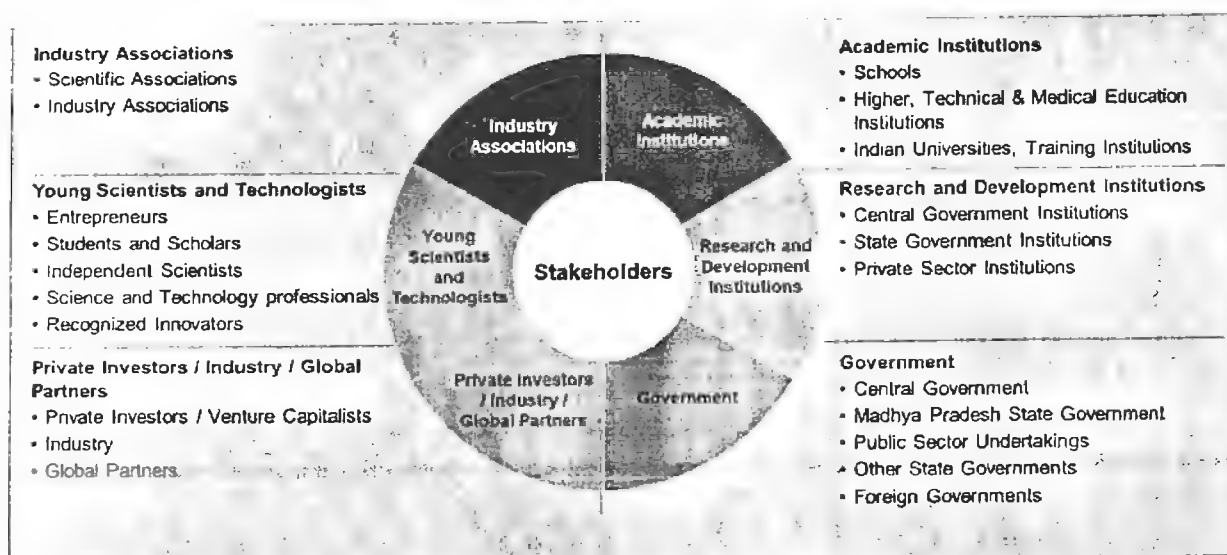 Industry Associations
• Scientific Associations
• Industry Associations
Young Scientists and Technologists
• Entrepreneurs
• Students and Scholars
• Independent Scientists
• Science and Technology professionals
• Recognized Innovators
Private Investors / Industry / Global
Partners
• Private Investors / Venture Capitalists
• Industry
• Global Partners
Industry
Associations
Academic
Institutions
Young
Scientists
and
Technologists
Stakeholders
Research and
Development
Institutions
Private Investors
/ Industry /
Global Partners
Government
Academic Institutions
• Schools
• Higher, Technical & Medical Education
Institutions
• Indian Universities, Training Institutions
Research and Development Institutions
• Central Government Institutions
• State Government Institutions
• Private Sector Institutions
Government
• Central Government
• Madhya Pradesh State Government
• Public Sector Undertakings
• Other State Governments
• Foreign Governments